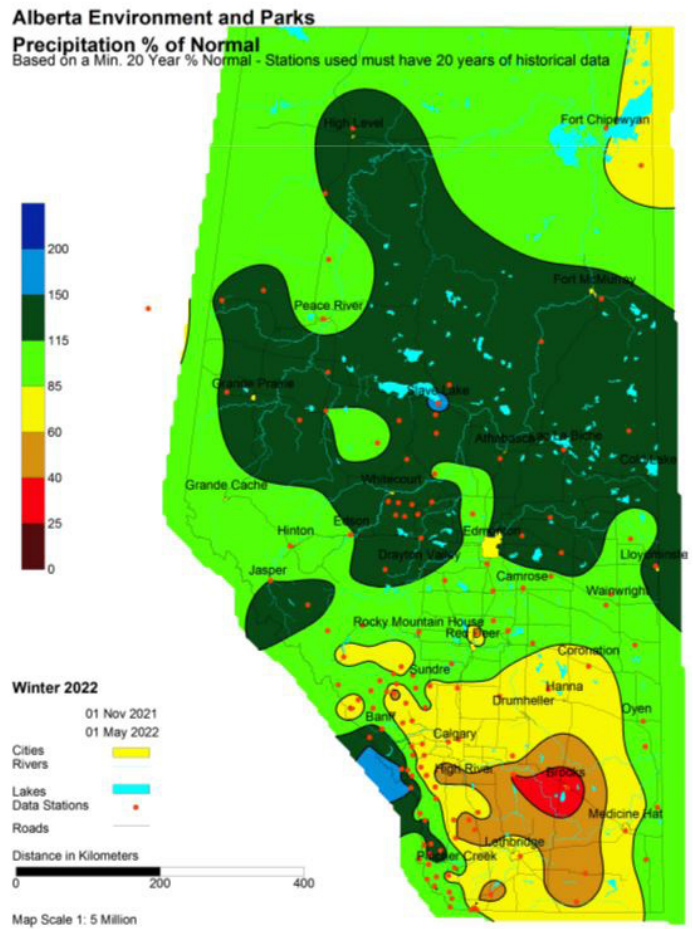 Alberta Environment and Parks
Precipitation % of Normal
Based on a Min. 20 Year % Normal - Stations used must have 20 years of historical data
High Level
Fort Chipewyan
200
150
115
85
60
40
25
0
Fort McMurray
Peace River
Grande Prairie
Slave Lake
Athabasca
La Biche
Cold Lake
Grande Cache
Whitecourt
Hinton
Edson
Edmonton
Drayton Valley
Lloydminste
Jasper
Camrose
Wainwright
Rocky Mountain House
Red Deer
Coronation
Sundre
Hanna
Drumheller
Oyen
Banff
Calgary
High River
Brooks
Medicine Hat
Lethbridge
Pincher Creek
Winter 2022
01 Nov 2021
01 May 2022
Cities
Rivers
Lakes
Data Stations
Roads
Distance in Kilometers
0 200 400
Map Scale 1: 5 Million